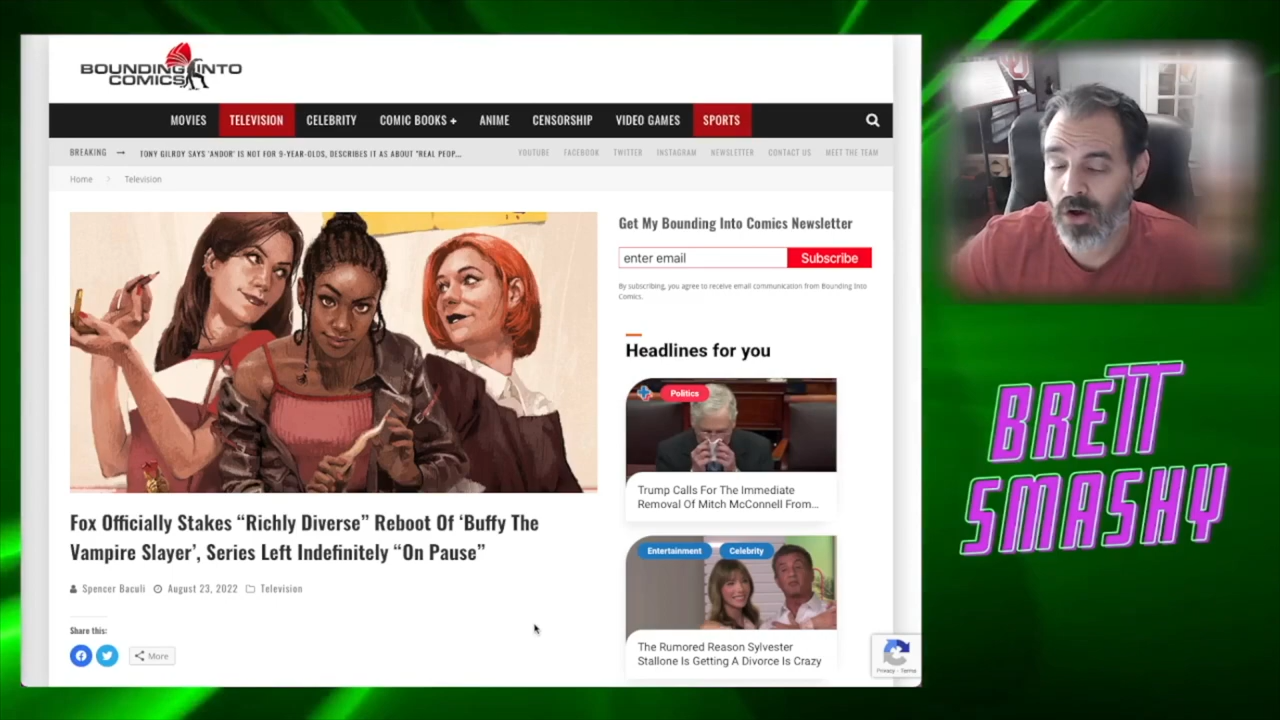 BOUNDING INTO
COMICS
MOVIES TELEVISION CELEBRITY COMIC BOOKS + ANIME CENSORSHIP VIDEO GAMES SPORTS
BREAKING → TONY GILROY SAYS 'ANDOR' IS NOT FOR 9-YEAR-OLDS, DESCRIBES IT AS ABOUT "REAL PEOP... YOUTUBE FACEBOOK TWITTER INSTAGRAM NEWSLETTER CONTACT US MEET THE TEAM
Home > Television
Fox Officially Stakes “Richly Diverse” Reboot Of ‘Buffy The
Vampire Slayer’, Series Left Indefinitely “On Pause”
Spencer Baculi August 23, 2022 Television
Share this:
More
Get My Bounding Into Comics Newsletter
enter email Subscribe
By subscribing, you agree to receive email communication from Bounding Into
Comics.
Headlines for you
Politics
Trump Calls For The Immediate
Removal Of Mitch McConnell From...
Entertainment Celebrity
The Rumored Reason Sylvester
Stallone Is Getting A Divorce Is Crazy
Privacy - Terms
BRETT
SMASHY